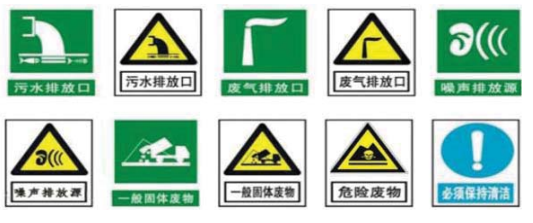 污水排放口
污水排放口
废气排放口
废气排放口
噪声排放源
噪声排放源
一般固体废物
一般固体废物
危险废物
必须保持清洁